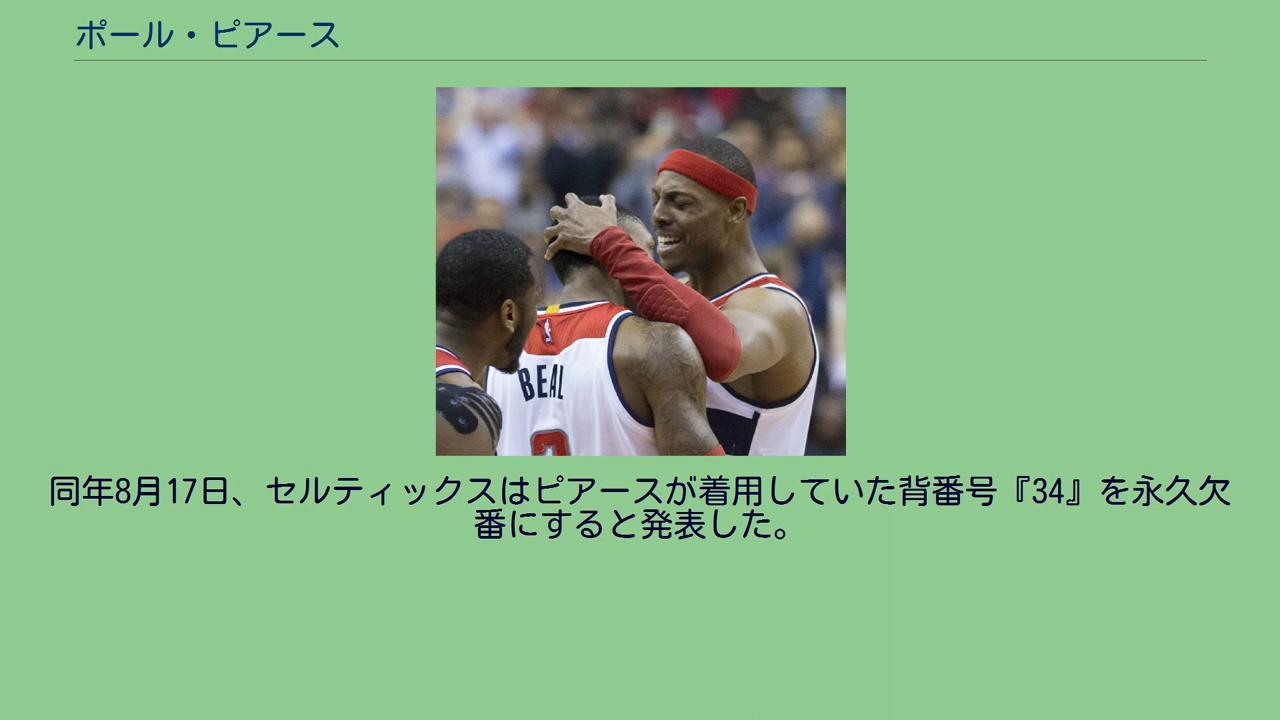 ポール・ピアース
BEAL
同年8月17日、セルティックスはピアースが着用していた背番号『34』を永久欠
番にすると発表した。